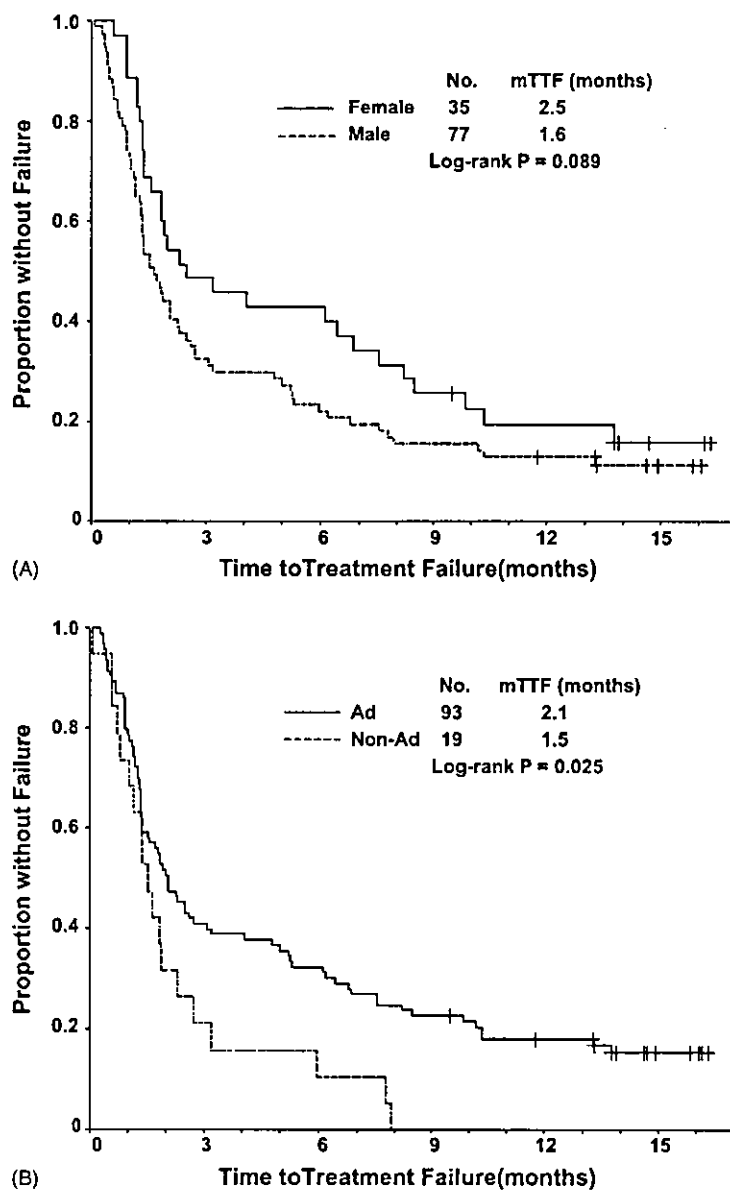 1.0
0.8
0.6
0.4
0.2
0
Proportion without Failure
No. mTTF (months)
Female 35 2.5
Male 77 1.6
Log-rank P = 0.089
0 3 6 9 12 15
(A) Time toTreatment Failure(months)
1.0
0.8
0.6
0.4
0.2
0
Proportion without Failure
No. mTTF (months)
Ad 93 2.1
Non-Ad 19 1.5
Log-rank P = 0.025
0 3 6 9 12 15
(B) Time toTreatment Failure(months)